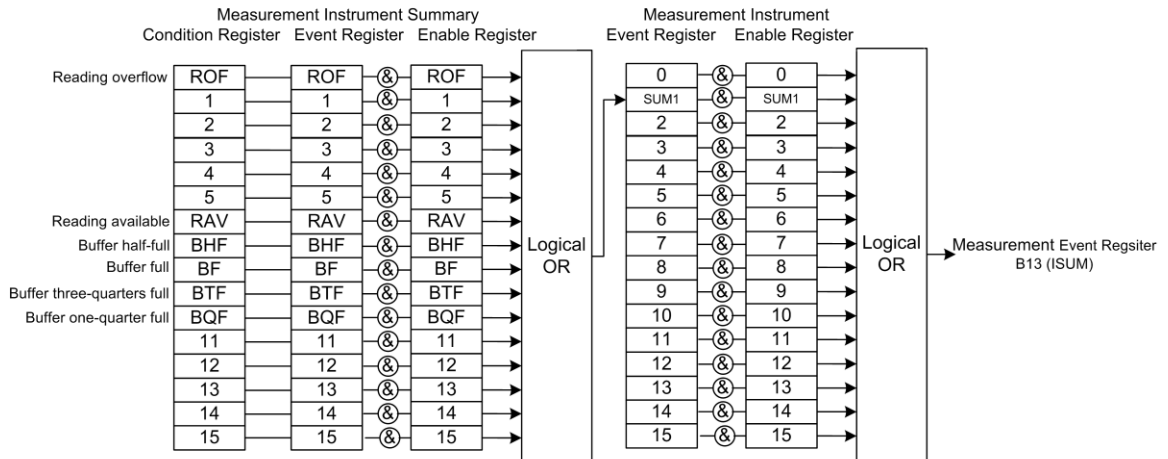 Measurement Instrument Summary
Condition Register Event Register Enable Register
Measurement Instrument
Event Register Enable Register
Reading overflow ROF ROF & ROF 0 & 0
1 1 & 1 SUM1 & SUM1
2 2 & 2 2 & 2
3 3 & 3 3 & 3
4 4 & 4 4 & 4
5 5 & 5 5 & 5
Reading available RAV RAV & RAV 6 & 6
Buffer half-full BHF BHF & BHF 7 & 7
Buffer full BF BF & BF 8 & 8
Buffer three-quarters full BTF BTF & BTF 9 & 9
Buffer one-quarter full BQF BQF & BQF 10 & 10
11 11 & 11 11 & 11
12 12 & 12 12 & 12
13 13 & 13 13 & 13
14 14 & 14 14 & 14
15 15 & 15 15 & 15
Logical
OR
Logical
OR
Measurement Event Regsiter
B13 (ISUM)